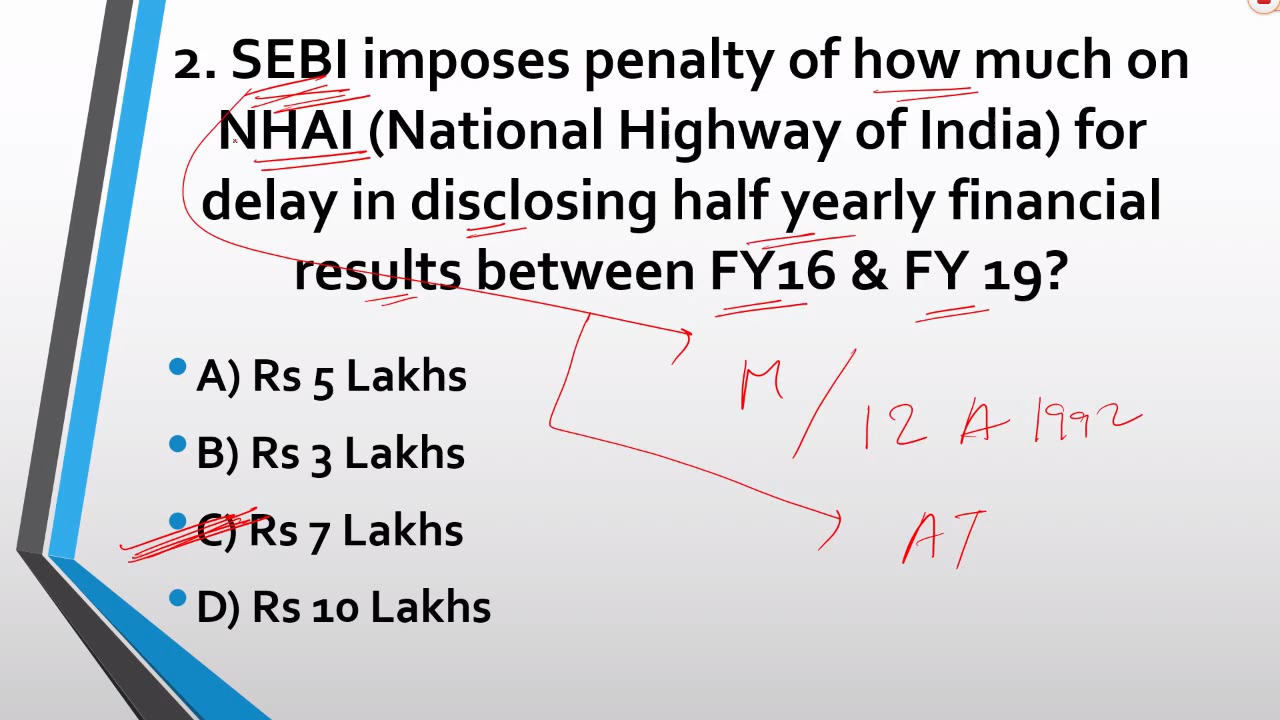 2. SEBI imposes penalty of how much on
NHAI (National Highway of India) for
delay in disclosing half yearly financial
results between FY16 & FY 19?
A) Rs 5 Lakhs
M / 12 A 1992
B) Rs 3 Lakhs
C) Rs 7 Lakhs
AT
D) Rs 10 Lakhs